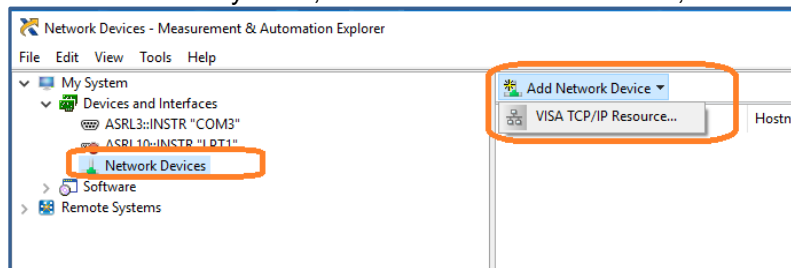 Network Devices - Measurement & Automation Explorer
File Edit View Tools Help
My System
Devices and Interfaces
ASRL3::INSTR "COM3"
ASRL10::INSTR "LPT1"
Network Devices
Software
Remote Systems
Add Network Device
VISA TCP/IP Resource...
Hostn